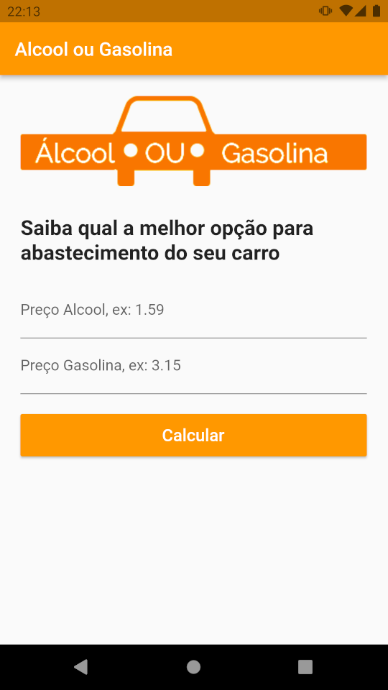 22:13
Alcool ou Gasolina
Álcool OU Gasolina
Saiba qual a melhor opção para
abastecimento do seu carro
Preço Alcool, ex: 1.59
Preço Gasolina, ex: 3.15
Calcular